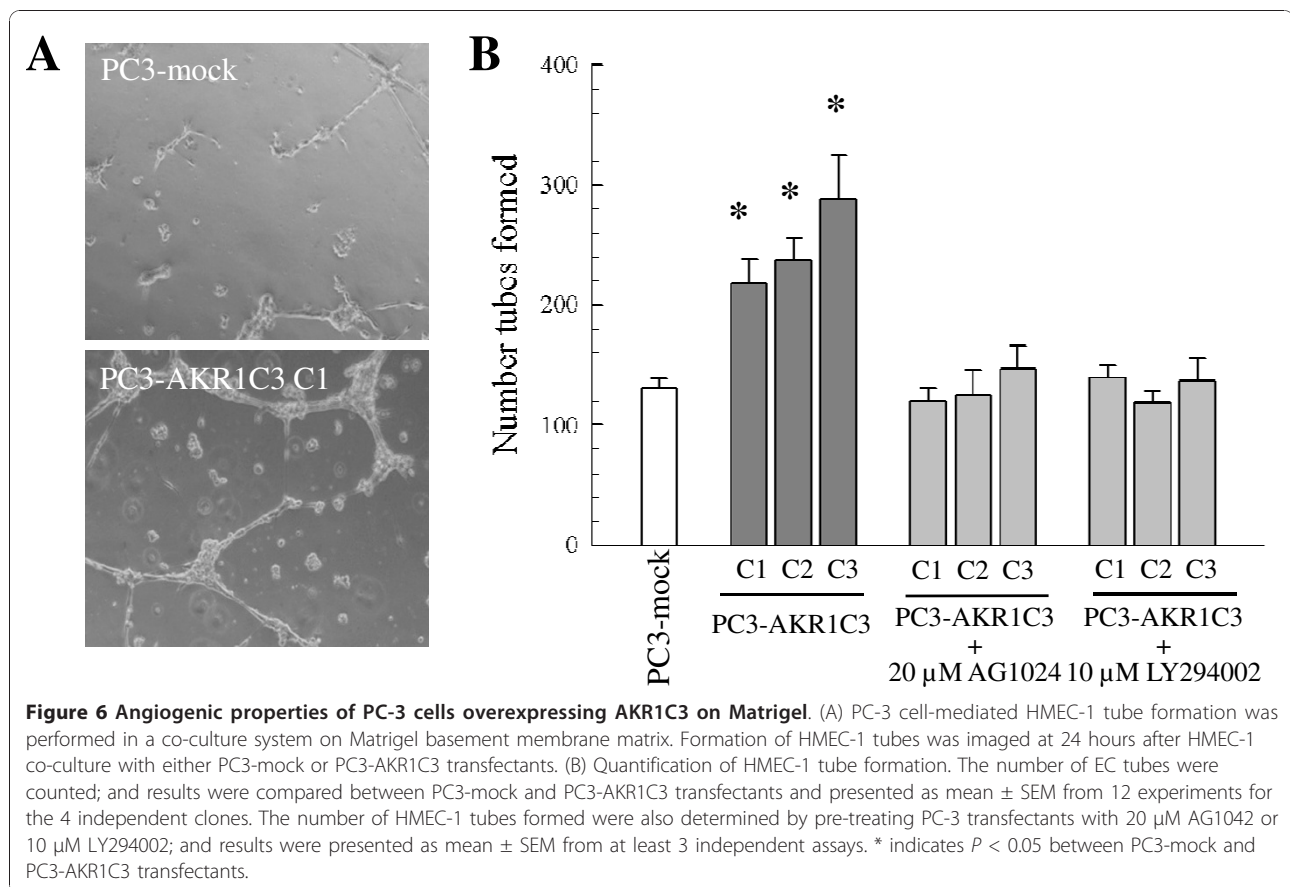 A
PC3-mock
PC3-AKR1C3 C1
B
Number tubes formed
400
300
200
100
0
* * *
PC3-mock
C1 C2 C3 C1 C2 C3 C1 C2 C3
PC3-AKR1C3 PC3-AKR1C3 PC3-AKR1C3
+ +
20 µM AG1024 10 µM LY294002
Figure 6 Angiogenic properties of PC-3 cells overexpressing AKR1C3 on Matrigel. (A) PC-3 cell-mediated HMEC-1 tube formation was
performed in a co-culture system on Matrigel basement membrane matrix. Formation of HMEC-1 tubes was imaged at 24 hours after HMEC-1
co-culture with either PC3-mock or PC3-AKR1C3 transfectants. (B) Quantification of HMEC-1 tube formation. The number of EC tubes were
counted; and results were compared between PC3-mock and PC3-AKR1C3 transfectants and presented as mean ± SEM from 12 experiments for
the 4 independent clones. The number of HMEC-1 tubes formed were also determined by pre-treating PC-3 transfectants with 20 µM AG1042 or
10 µM LY294002; and results were presented as mean ± SEM from at least 3 independent assays. * indicates P < 0.05 between PC3-mock and
PC3-AKR1C3 transfectants.